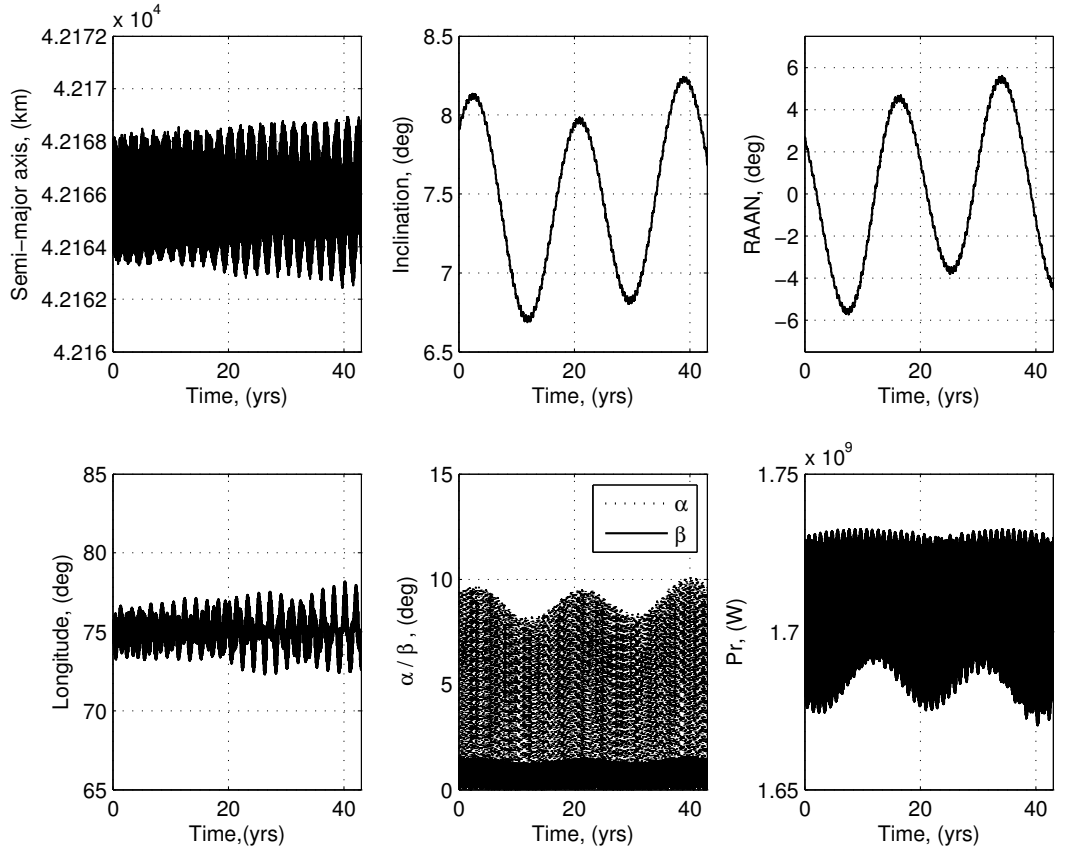 x 10^4
4.2172
4.217
4.2168
4.2166
4.2164
4.2162
4.216
Semi−major axis, (km)
0 20 40
Time, (yrs)
8.5
8
7.5
7
6.5
Inclination, (deg)
0 20 40
Time, (yrs)
6
4
2
0
−2
−4
−6
RAAN, (deg)
0 20 40
Time, (yrs)
85
80
75
70
65
Longitude, (deg)
0 20 40
Time,(yrs)
15
10
5
0
α / β , (deg)
α
β
0 20 40
Time, (yrs)
x 10^9
1.75
1.7
1.65
Pr, (W)
0 20 40
Time, (yrs)